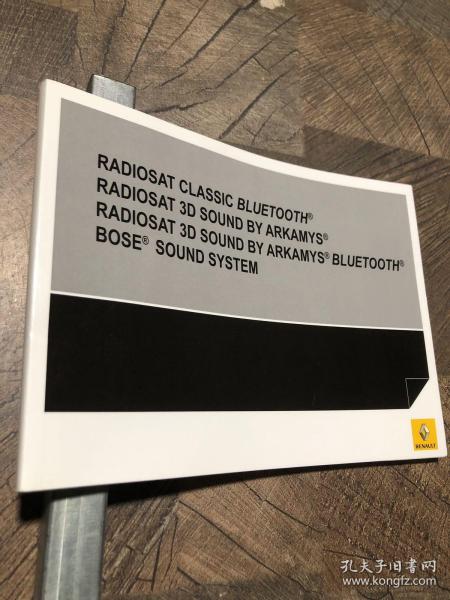 RADIOSAT CLASSIC BLUETOOTH®
RADIOSAT 3D SOUND BY ARKAMYS®
RADIOSAT 3D SOUND BY ARKAMYS® BLUETOOTH®
BOSE® SOUND SYSTEM
RENAULT
孔夫子旧书网
www.kongfz.com